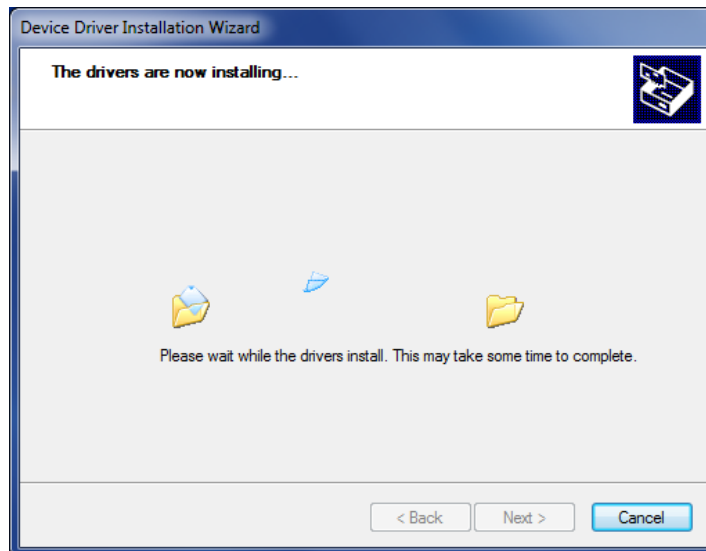 Device Driver Installation Wizard
The drivers are now installing...
Please wait while the drivers install. This may take some time to complete.
< Back Next > Cancel